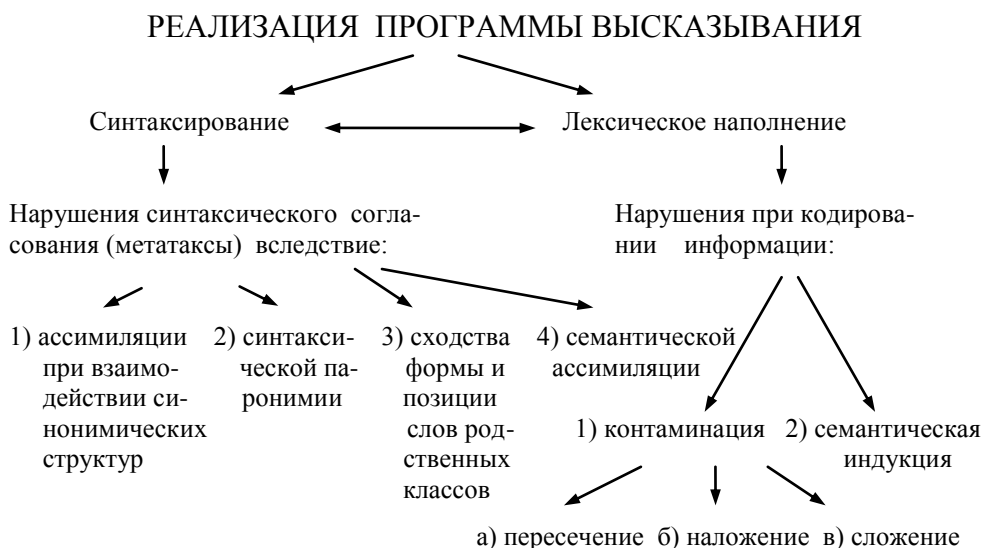 РЕАЛИЗАЦИЯ ПРОГРАММЫ ВЫСКАЗЫВАНИЯ
Синтаксирование
Лексическое наполнение
Нарушения синтаксического согла-
сования (метатаксы) вследствие:
Нарушения при кодирова-
нии информации:
1) ассимиляции
при взаимо-
действии си-
нонимических
структур
2) синтакси-
ческой па-
ронимии
3) сходства
формы и
позиции
слов род-
ственных
классов
4) семантической
ассимиляции
1) контаминация
2) семантическая
индукция
а) пересечение
б) наложение
в) сложение